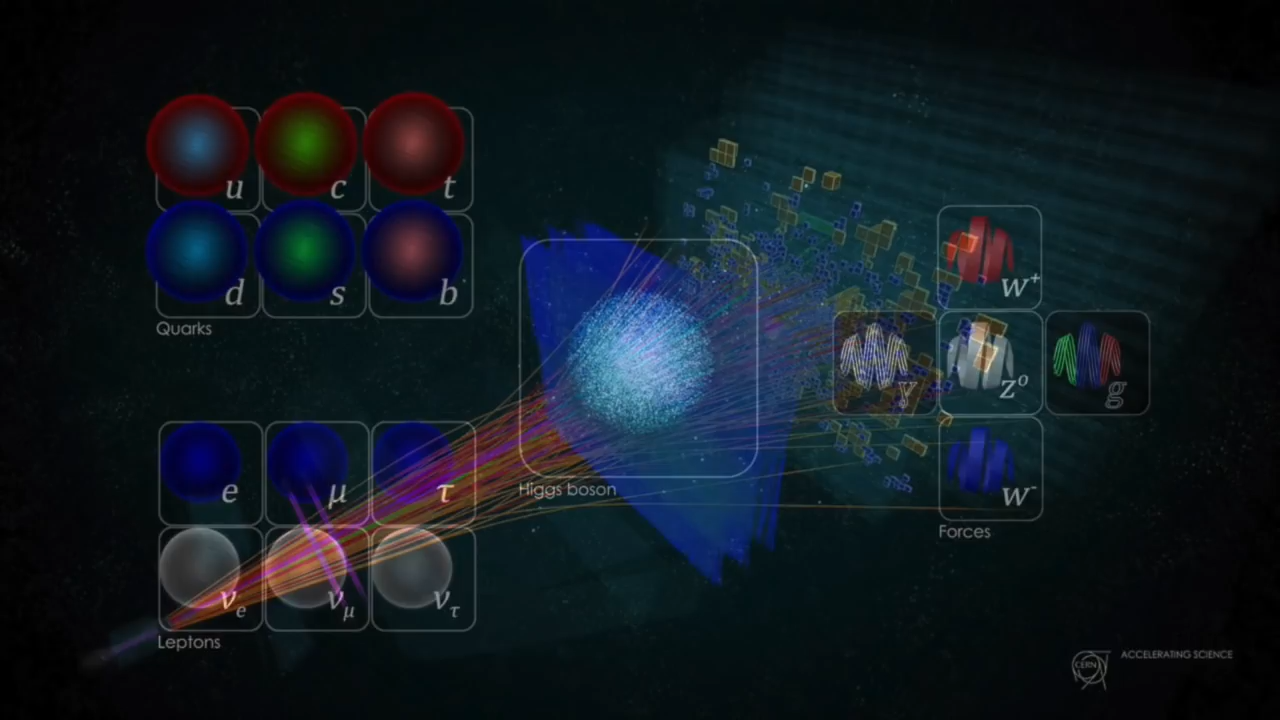 u c t
d s b
Quarks
e μ τ
νe νμ ντ
Leptons
Higgs boson
W+
γ Z0 g
W-
Forces
CERN
ACCELERATING SCIENCE